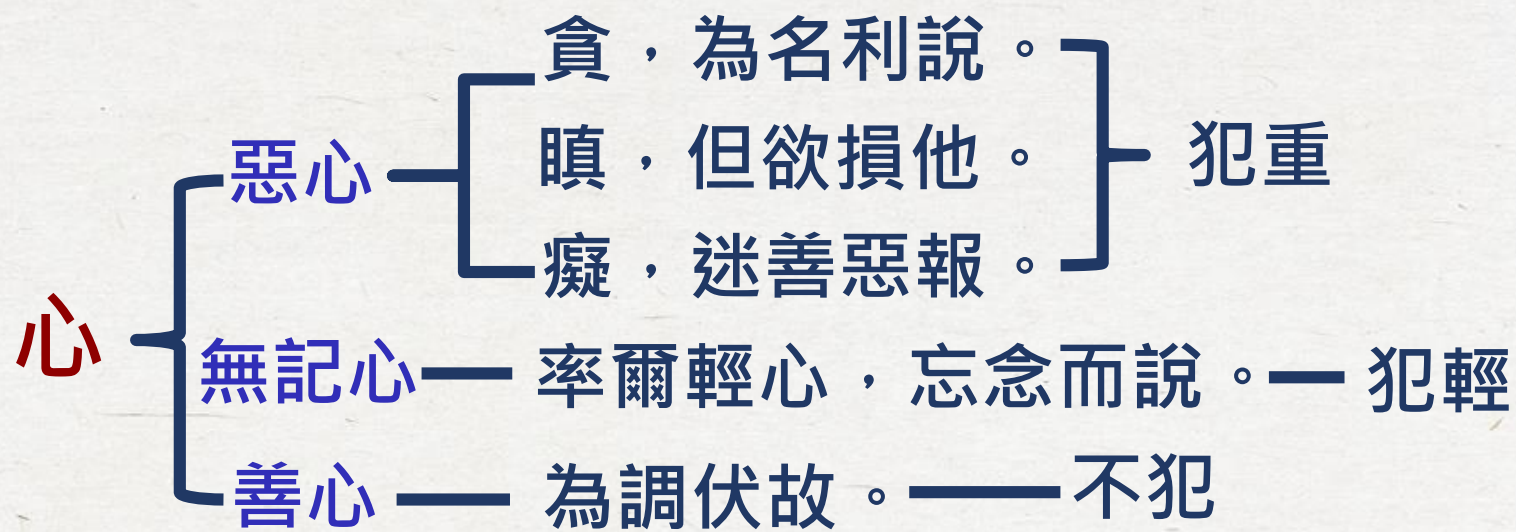 貪，為名利說。
惡心 瞋，但欲損他。 犯重
癡，迷善惡報。
心
無記心 率爾輕心，忘念而說。 犯輕
善心 為調伏故。 不犯